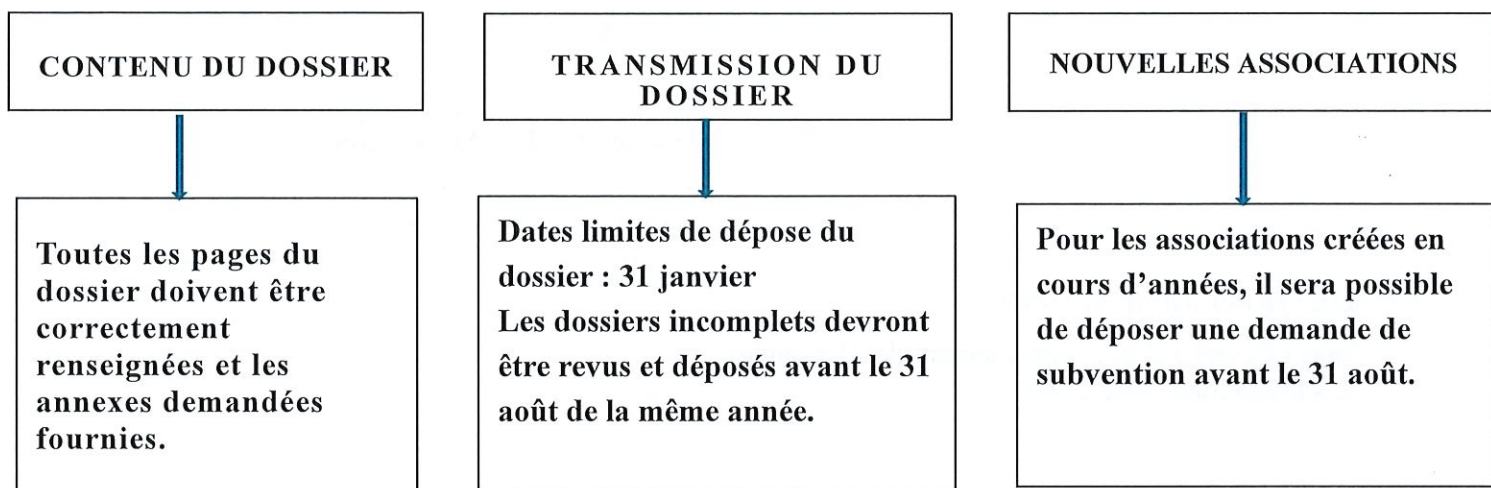 CONTENU DU DOSSIER
Toutes les pages du
dossier doivent être
correctement
renseignées et les
annexes demandées
fournies.
TRANSMISSION DU
DOSSIER
Dates limites de dépose du
dossier : 31 janvier
Les dossiers incomplets devront
être revus et déposés avant le 31
août de la même année.
NOUVELLES ASSOCIATIONS
Pour les associations créées en
cours d'années, il sera possible
de déposer une demande de
subvention avant le 31 août.